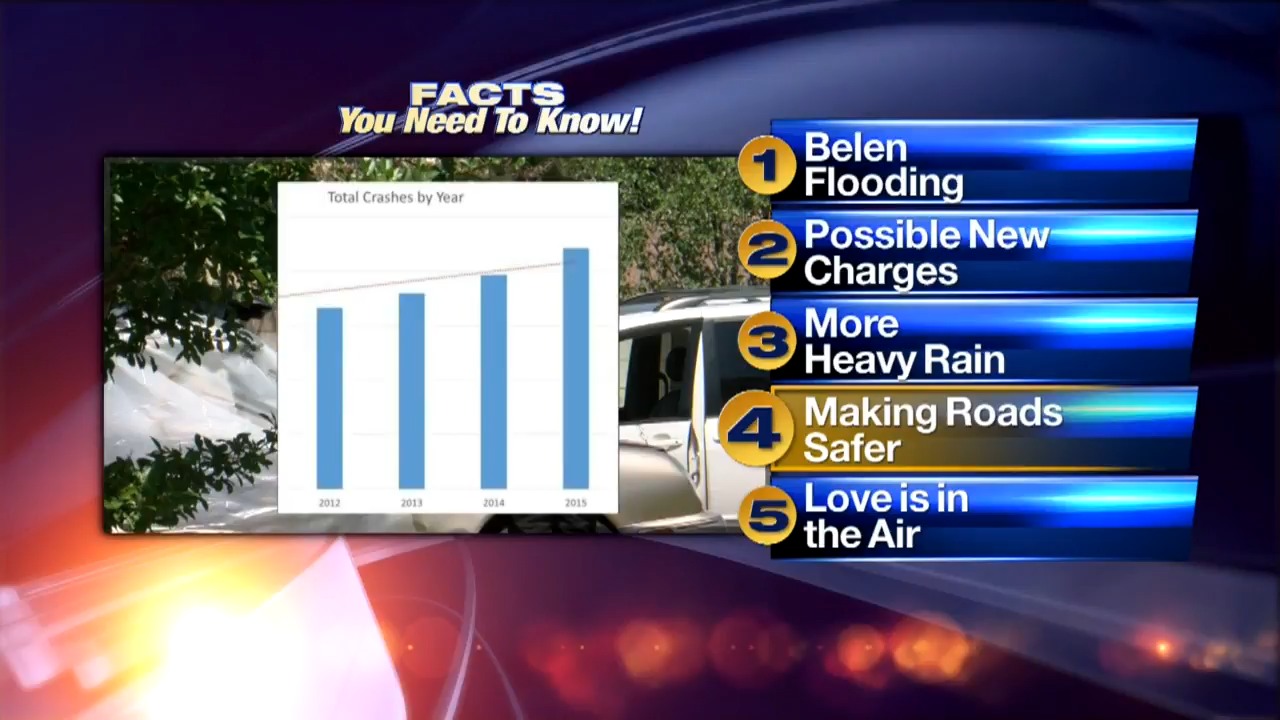 FACTS
You Need To Know!
Total Crashes by Year
2012 2013 2014 2015
1 Belen
Flooding
2 Possible New
Charges
3 More
Heavy Rain
4 Making Roads
Safer
5 Love is in
the Air